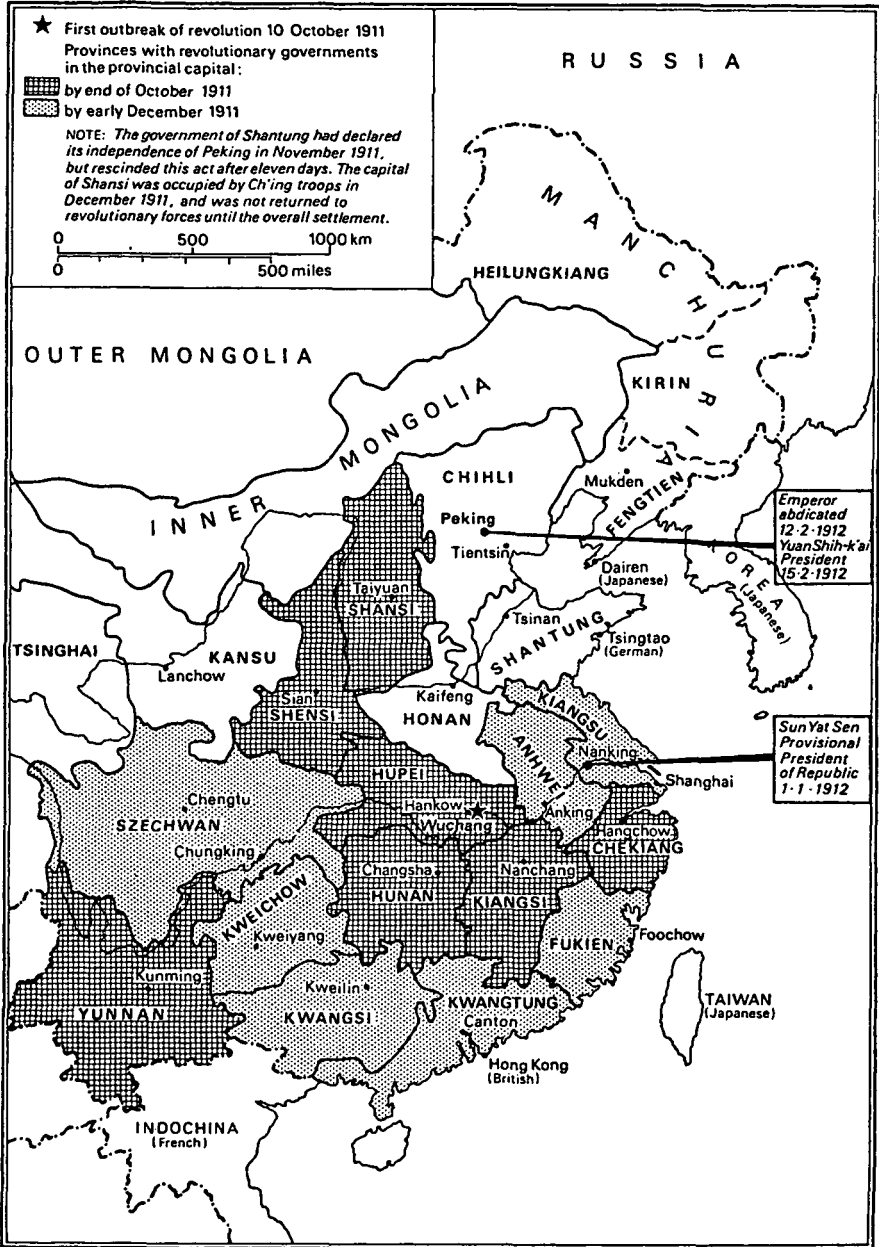 ★ First outbreak of revolution 10 October 1911
Provinces with revolutionary governments
in the provincial capital:
by end of October 1911
by early December 1911
NOTE: The government of Shantung had declared
its independence of Peking in November 1911,
but rescinded this act after eleven days. The capital
of Shansi was occupied by Ch'ing troops in
December 1911, and was not returned to
revolutionary forces until the overall settlement.
0 500 1000 km
0 500 miles
RUSSIA
MANCHURIA
HEILUNGKIANG
OUTER MONGOLIA
KIRIN
INNER MONGOLIA
CHIHLI
Mukden
FENGTIEN
Peking
Emperor
abdicated
12·2·1912
Yuan Shih-k'ai
President
15·2·1912
Tientsin
Dairen
(Japanese)
KOREA
(Japanese)
Taiyuan
SHANSI
Tsinan
SHANTUNG
Tsingtao
(German)
TSINGHAI
KANSU
Lanchow
Sian
SHENSI
Kaifeng
HONAN
KIANGSU
ANHWEI
Nanking
Shanghai
Sun Yat Sen
Provisional
President
of Republic
1·1·1912
HUPEI
Hankow
Wuchang
Anking
Chengtu
SZECHWAN
Chungking
Hangchow
CHEKIANG
Changsha
HUNAN
Nanchang
KIANGSI
KWEICHOW
Kweiyang
FUKIEN
Foochow
Kunming
YUNNAN
Kweilin
KWANGSI
KWANGTUNG
Canton
TAIWAN
(Japanese)
Hong Kong
(British)
INDOCHINA
(French)